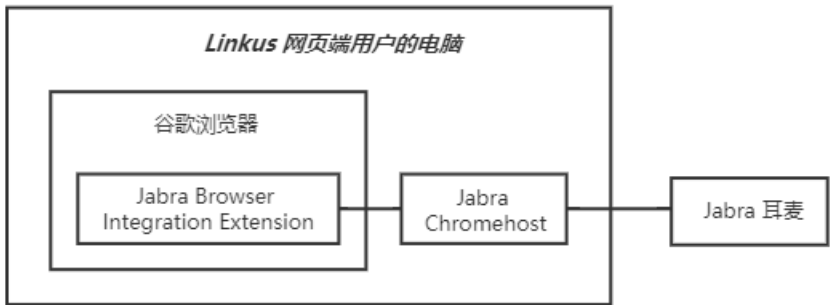 Linkus 网页端用户的电脑
谷歌浏览器
Jabra Browser
Integration Extension
Jabra
Chromehost
Jabra 耳麦